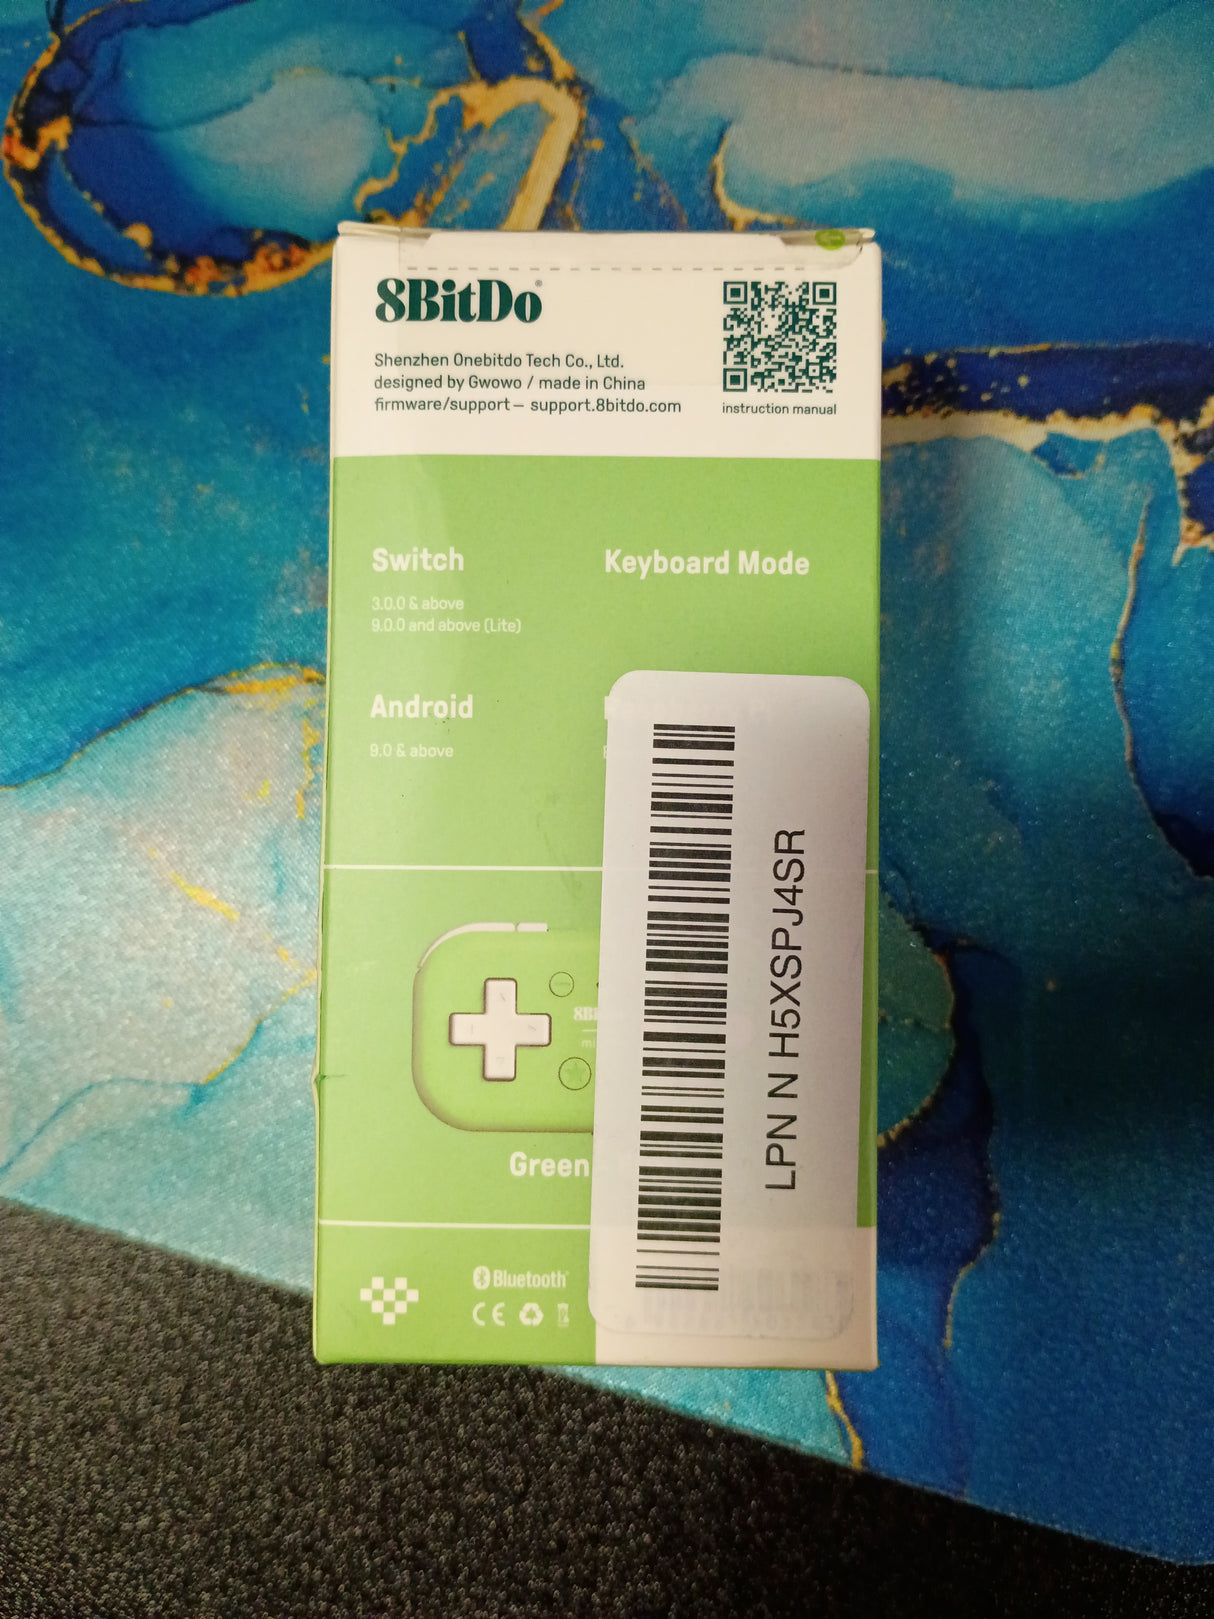 8BitDo®
Shenzhen Onebitdo Tech Co., Ltd.
designed by Gwowo / made in China
firmware/support – support.8bitdo.com
instruction manual
Switch
3.0.0 & above
9.0.0 and above (Lite)
Keyboard Mode
Android
9.0 & above
LPN N H5XSPJ4SR
Green
Bluetooth®
CE